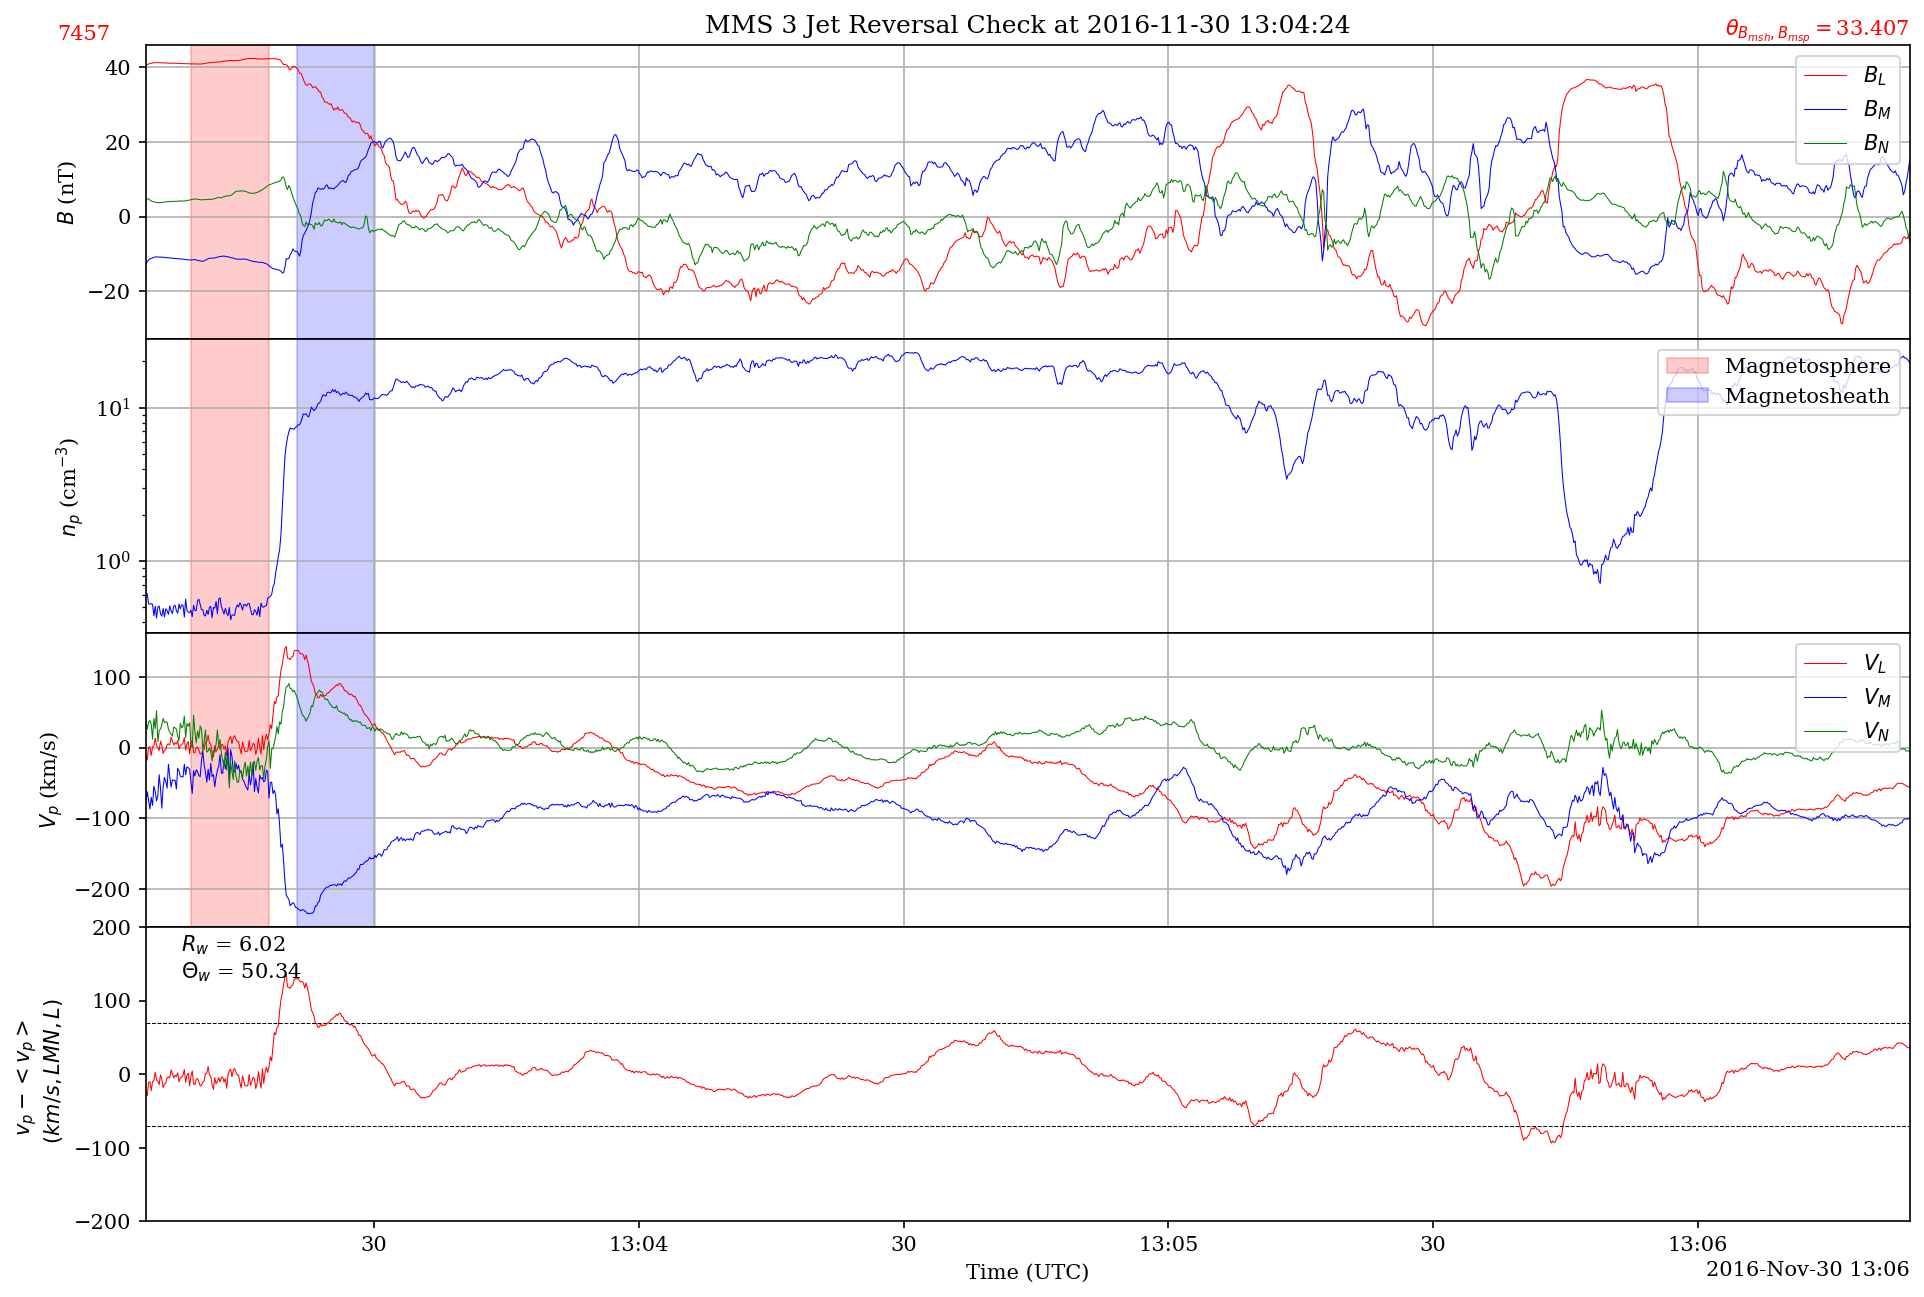 MMS 3 Jet Reversal Check at 2016-11-30 13:04:24
7457
θ_{B_{msh}, B_{msp}} = 33.407
40
20
0
−20
B (nT)
B_L
B_M
B_N
10^1
10^0
n_p (cm^{−3})
Magnetosphere
Magnetosheath
100
0
−100
−200
V_p (km/s)
V_L
V_M
V_N
200
100
0
−100
−200
v_p − < v_p >
(km/s, LMN, L)
R_w = 6.02
Θ_w = 50.34
30
13:04
30
13:05
30
13:06
Time (UTC)
2016-Nov-30 13:06